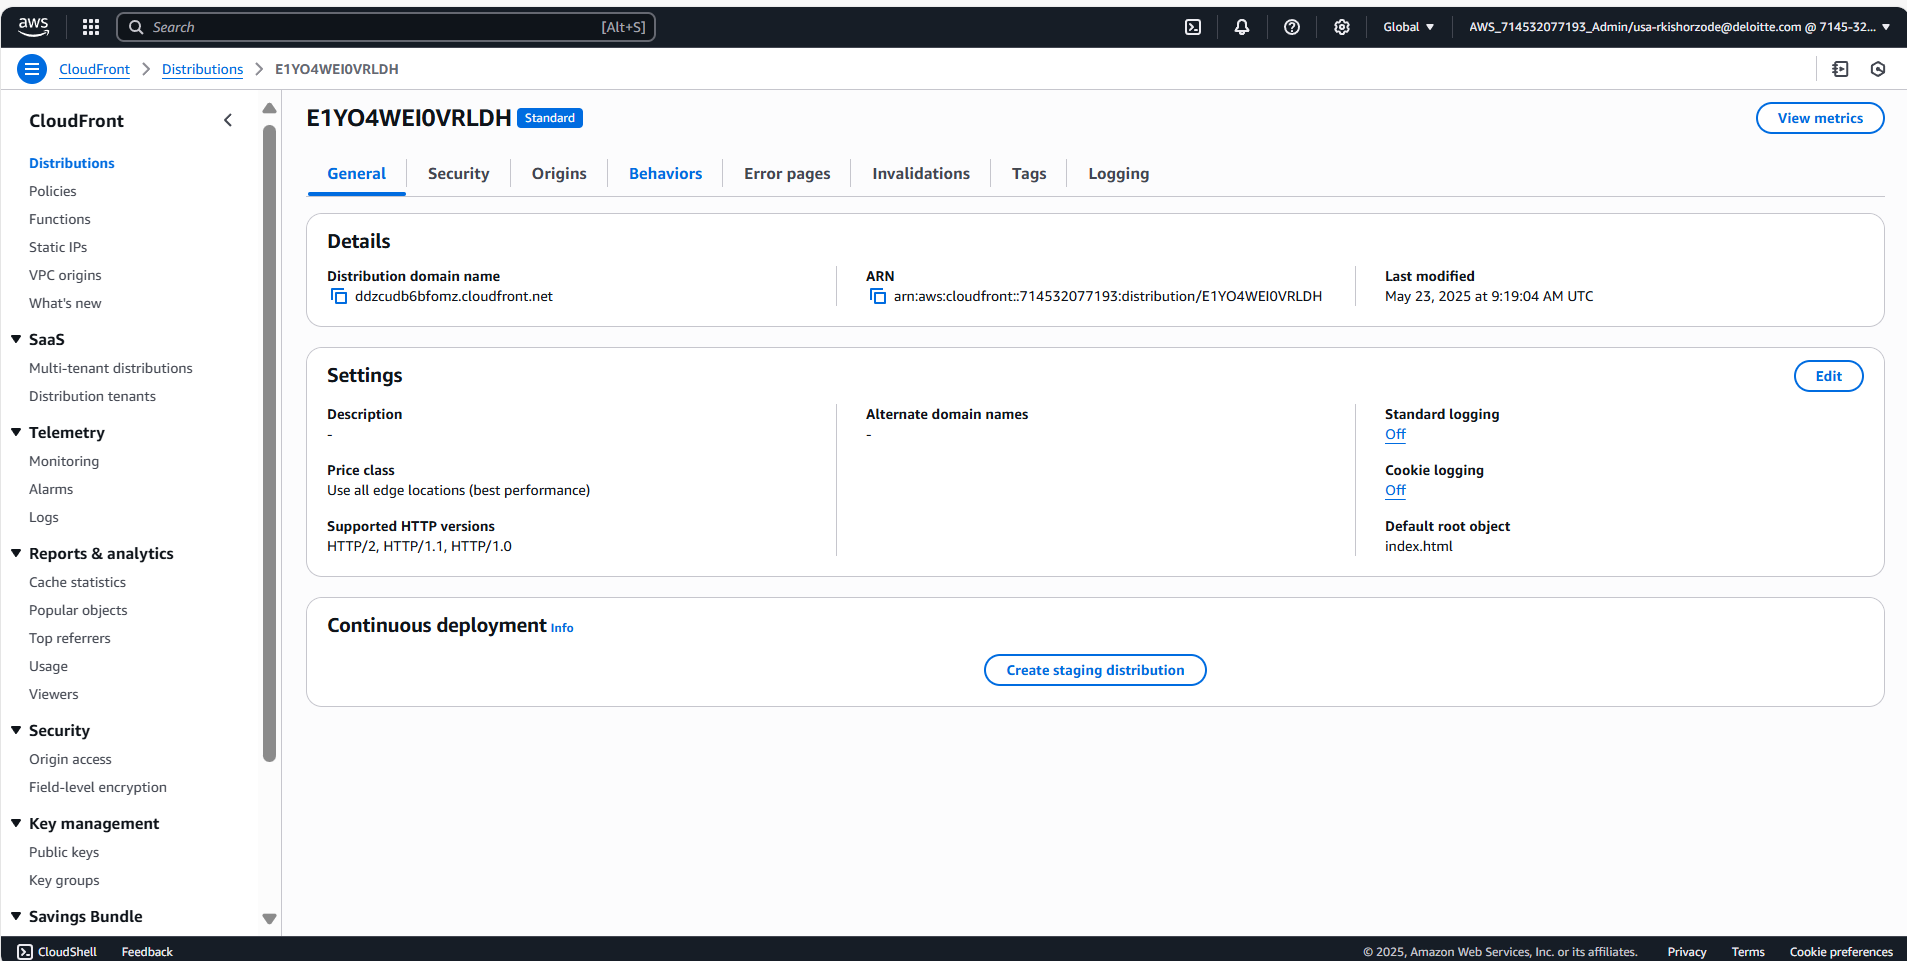 aws
Search
[Alt+S]
Global
AWS_714532077193_Admin/usa-rkishorzode@deloitte.com @ 7145-32...
CloudFront
Distributions
E1YO4WEI0VRLDH
CloudFront
Distributions
Policies
Functions
Static IPs
VPC origins
What's new
SaaS
Multi-tenant distributions
Distribution tenants
Telemetry
Monitoring
Alarms
Logs
Reports & analytics
Cache statistics
Popular objects
Top referrers
Usage
Viewers
Security
Origin access
Field-level encryption
Key management
Public keys
Key groups
Savings Bundle
E1YO4WEI0VRLDH Standard
View metrics
General
Security
Origins
Behaviors
Error pages
Invalidations
Tags
Logging
Details
Distribution domain name
ddzcudb6bfomz.cloudfront.net
ARN
arn:aws:cloudfront::714532077193:distribution/E1YO4WEI0VRLDH
Last modified
May 23, 2025 at 9:19:04 AM UTC
Settings
Edit
Description
-
Price class
Use all edge locations (best performance)
Supported HTTP versions
HTTP/2, HTTP/1.1, HTTP/1.0
Alternate domain names
-
Standard logging
Off
Cookie logging
Off
Default root object
index.html
Continuous deployment Info
Create staging distribution
CloudShell
Feedback
© 2025, Amazon Web Services, Inc. or its affiliates.
Privacy
Terms
Cookie preferences